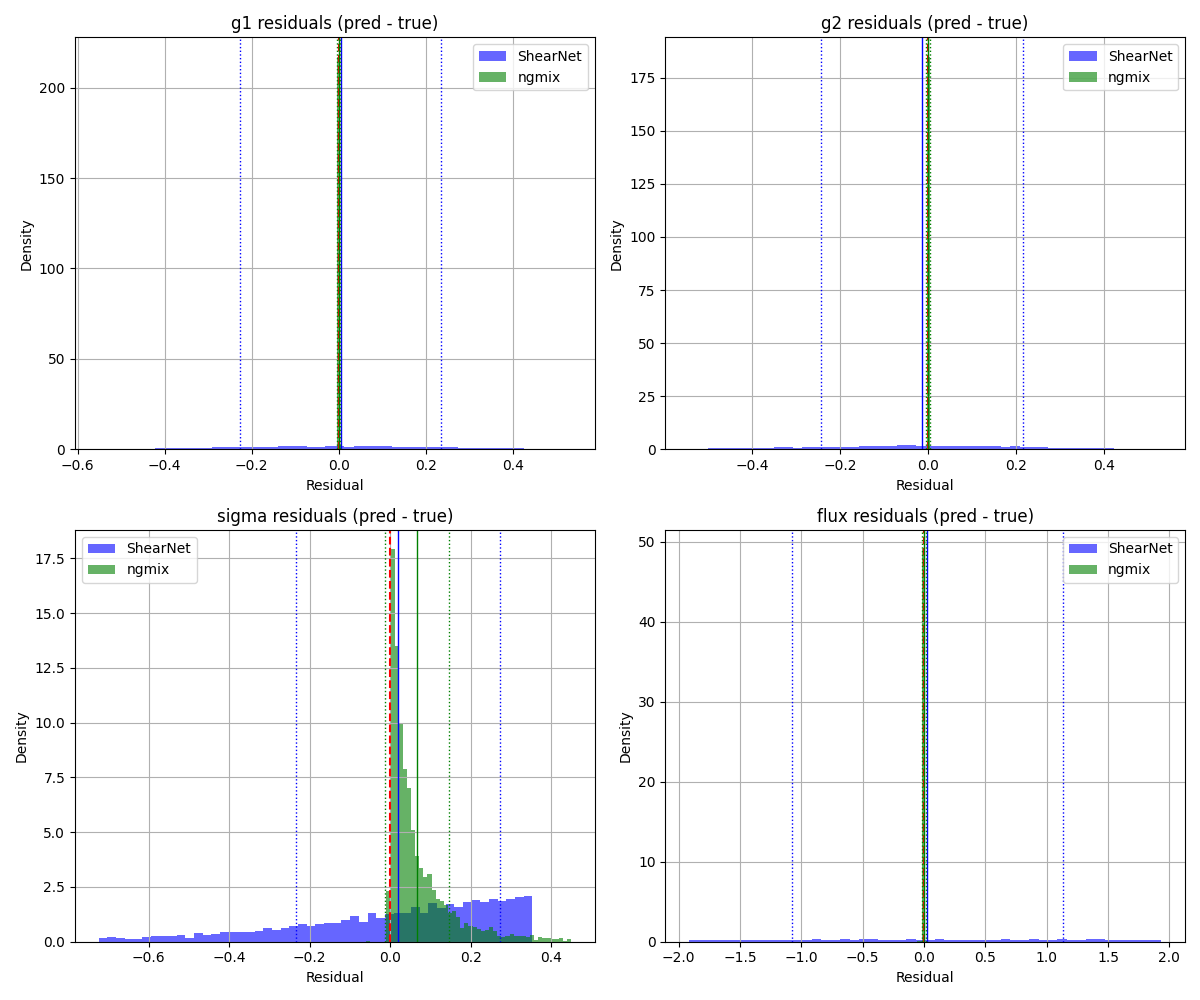 g1 residuals (pred - true)
Density
200
150
100
50
0
−0.6 −0.4 −0.2 0.0 0.2 0.4
Residual
ShearNet
ngmix
g2 residuals (pred - true)
Density
175
150
125
100
75
50
25
0
−0.4 −0.2 0.0 0.2 0.4
Residual
ShearNet
ngmix
sigma residuals (pred - true)
Density
17.5
15.0
12.5
10.0
7.5
5.0
2.5
0.0
−0.6 −0.4 −0.2 0.0 0.2 0.4
Residual
ShearNet
ngmix
flux residuals (pred - true)
Density
50
40
30
20
10
0
−2.0 −1.5 −1.0 −0.5 0.0 0.5 1.0 1.5 2.0
Residual
ShearNet
ngmix